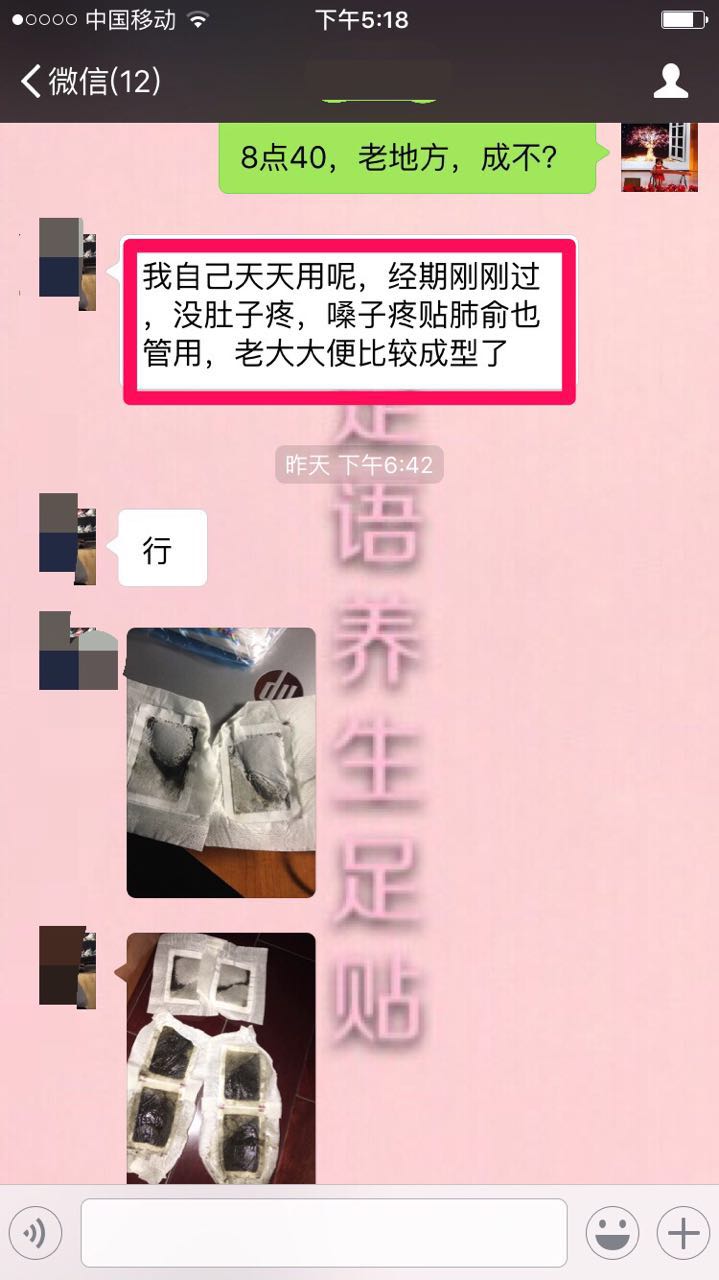 中国移动
下午5:18
微信(12)
8点40，老地方，成不？
我自己天天用呢，经期刚刚过
，没肚子疼，嗓子疼贴肺俞也
管用，老大大便比较成型了
昨天 下午6:42
行
hp
足
语
养
生
足
贴